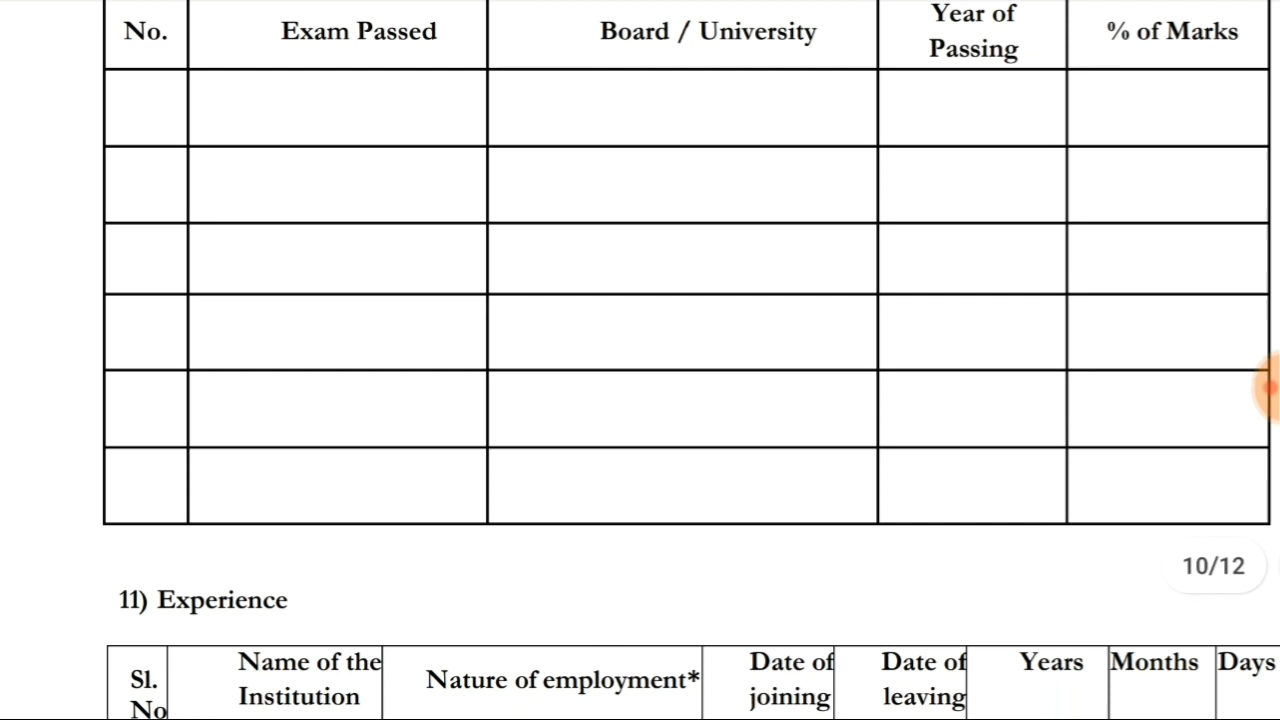 No. Exam Passed Board / University Year of Passing % of Marks
10/12
11) Experience
Sl. No Name of the Institution Nature of employment* Date of joining Date of leaving Years Months Days